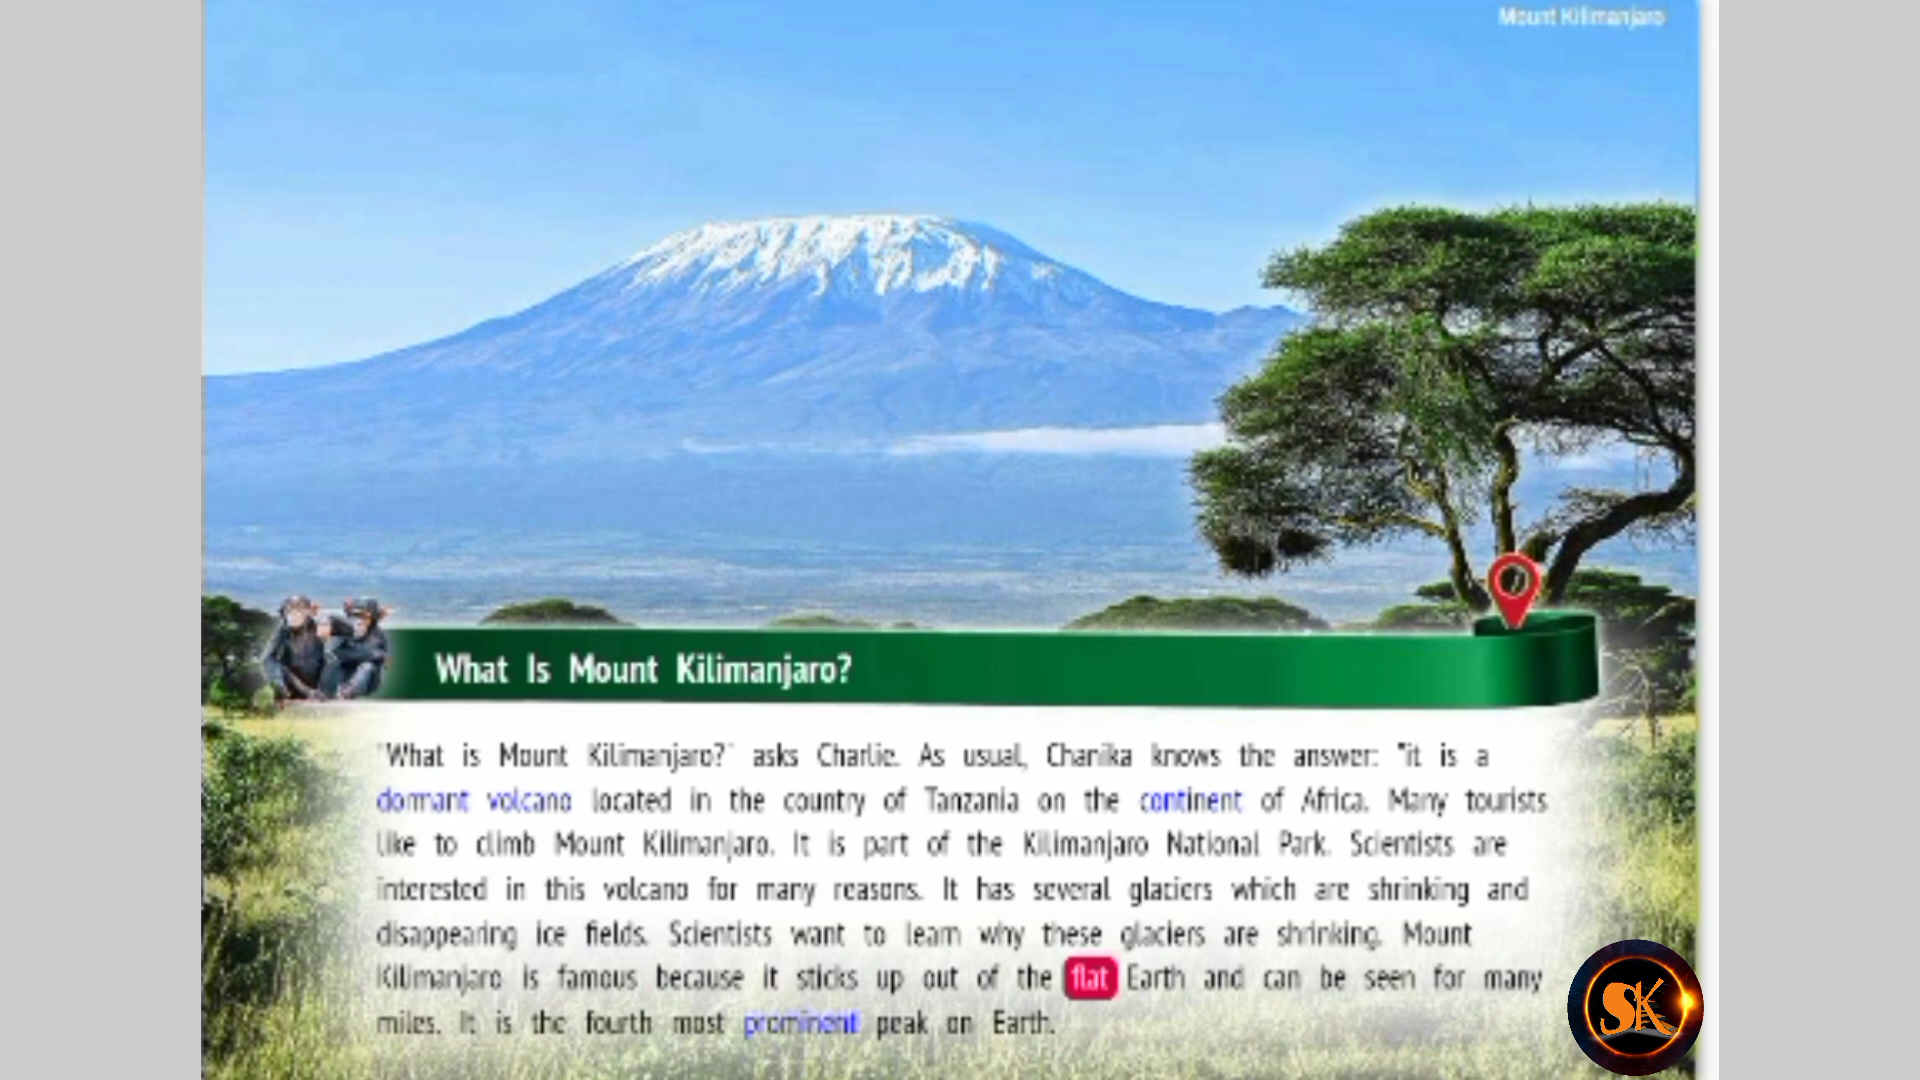 Mount Kilimanjaro
What Is Mount Kilimanjaro?
"What is Mount Kilimanjaro?" asks Charlie. As usual, Chanika knows the answer: "it is a
dormant volcano located in the country of Tanzania on the continent of Africa. Many tourists
like to climb Mount Kilimanjaro. It is part of the Kilimanjaro National Park. Scientists are
interested in this volcano for many reasons. It has several glaciers which are shrinking and
disappearing ice fields. Scientists want to learn why these glaciers are shrinking. Mount
Kilimanjaro is famous because it sticks up out of the flat Earth and can be seen for many
miles. It is the fourth most prominent peak on Earth.
SK